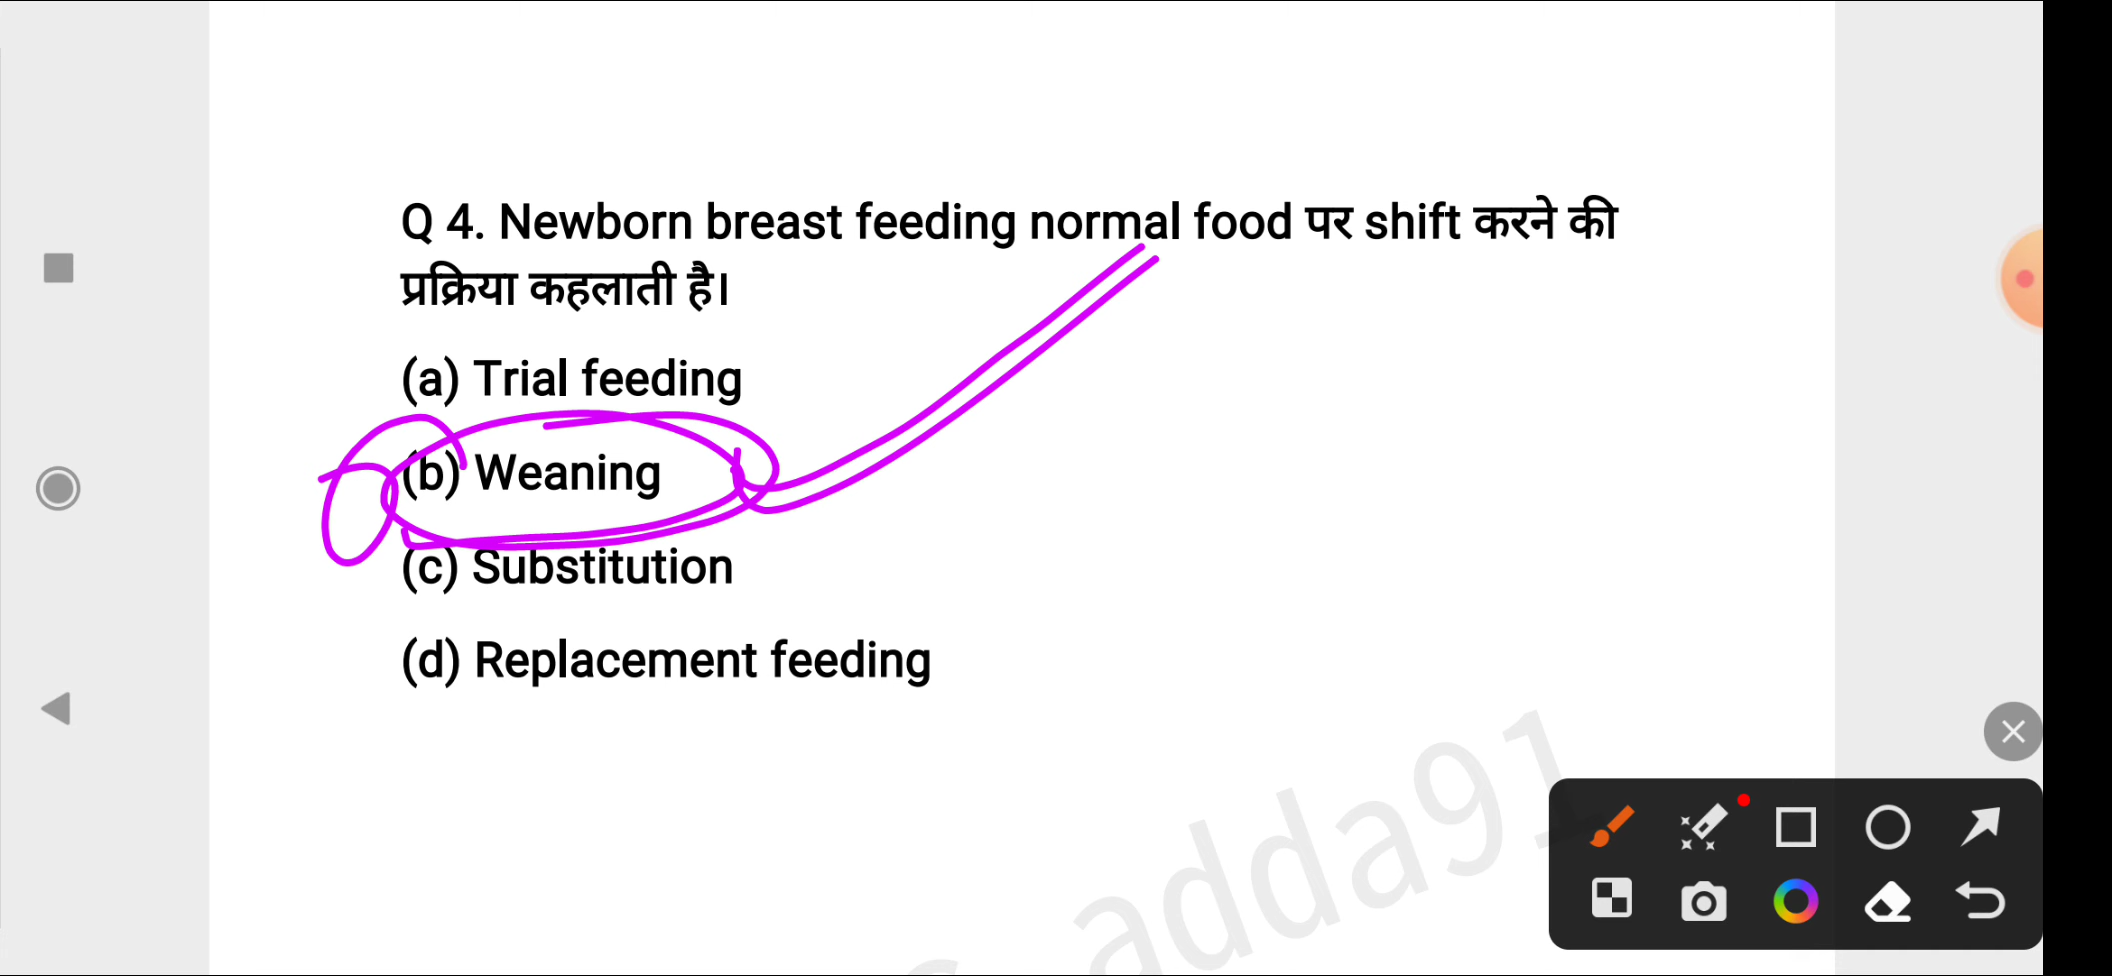 Q 4. Newborn breast feeding normal food पर shift करने की
प्रक्रिया कहलाती है।
(a) Trial feeding
(b) Weaning
(c) Substitution
(d) Replacement feeding
adda91